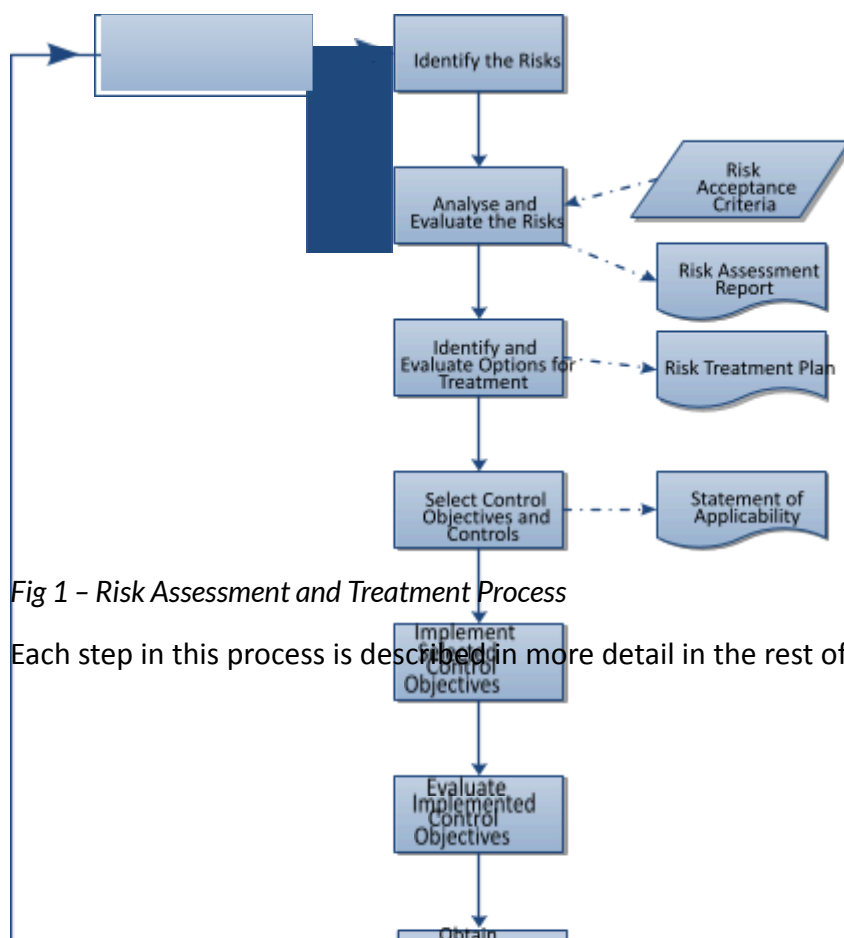 Identify the Risks
Risk
Acceptance
Criteria
Analyse and
Evaluate the Risks
Risk Assessment
Report
Identify and
Evaluate Options for
Treatment
Risk Treatment Plan
Select Control
Objectives and
Controls
Statement of
Applicability
Fig 1 – Risk Assessment and Treatment Process
Implement
Selected
Control
Objectives
Each step in this process is described in more detail in the rest of
Evaluate
Implemented
Control
Objectives
Obtain